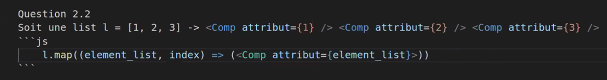 Question 2.2
Soit une list l = [1, 2, 3] -> <Comp attribut={1} /> <Comp attribut={2} /> <Comp attribut={3} />
```js
l.map((element_list, index) => (<Comp attribut={element_list}>))
```